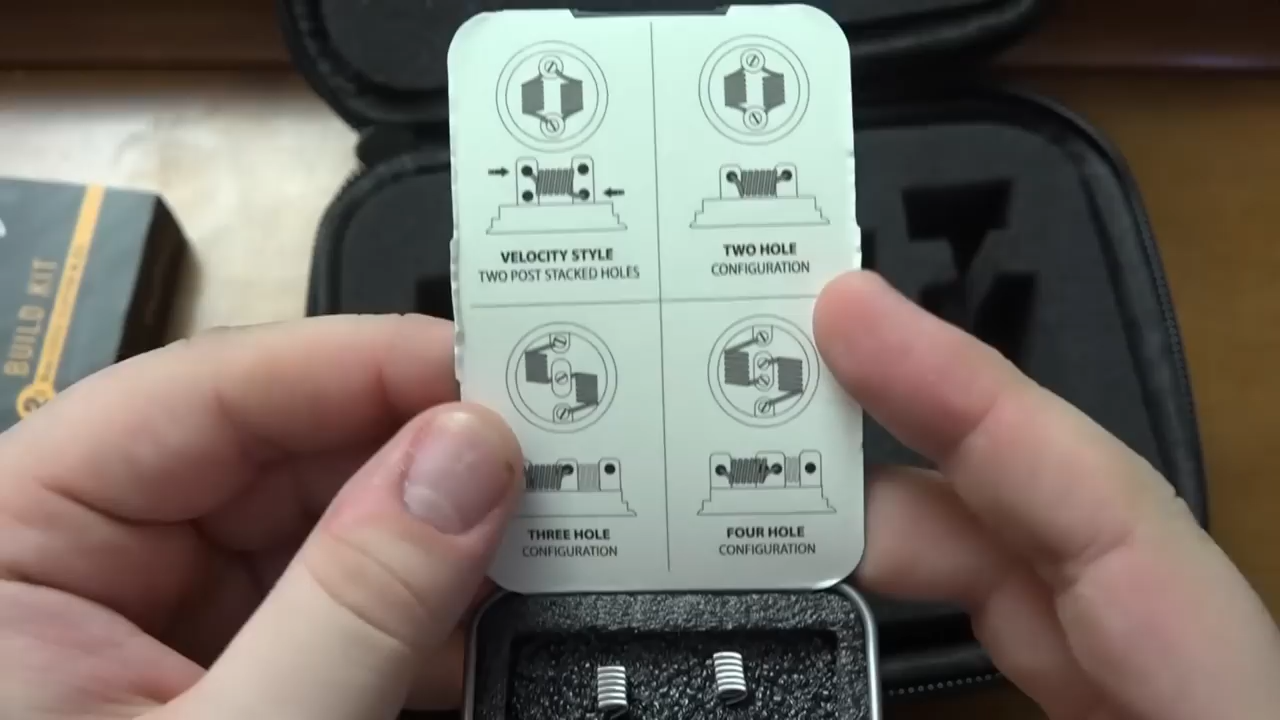 VELOCITY STYLE
TWO POST STACKED HOLES
TWO HOLE
CONFIGURATION
THREE HOLE
CONFIGURATION
FOUR HOLE
CONFIGURATION
BUILD KIT